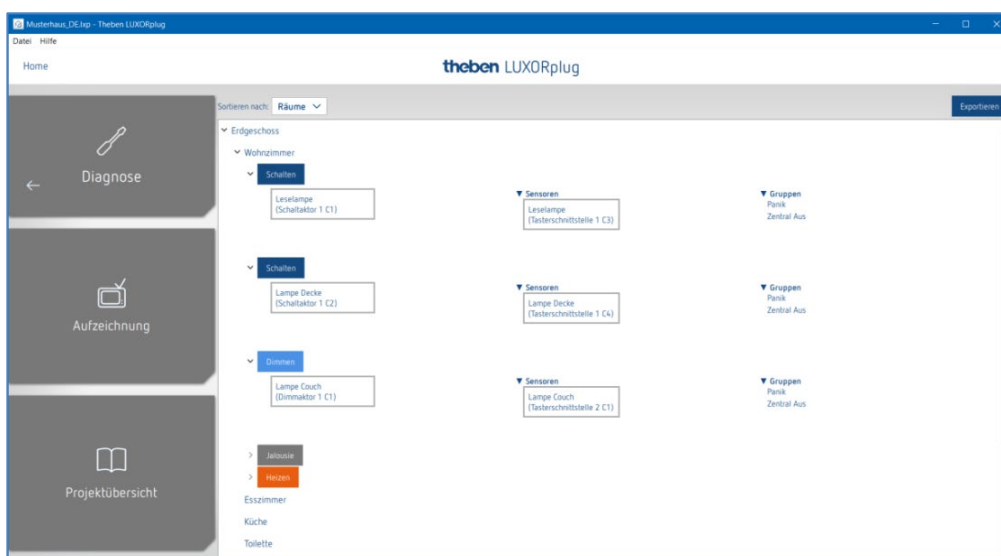 Musterhaus_DE.lxp - Theben LUXORplug
Datei Hilfe
Home
theben LUXORplug
Diagnose
Aufzeichnung
Projektübersicht
Sortieren nach: Räume
Exportieren
Erdgeschoss
Wohnzimmer
Schalten
Leselampe
(Schaltaktor 1 C1)
Sensoren
Leselampe
(Tasterschnittstelle 1 C3)
Gruppen
Panik
Zentral Aus
Schalten
Lampe Decke
(Schaltaktor 1 C2)
Sensoren
Lampe Decke
(Tasterschnittstelle 1 C4)
Gruppen
Panik
Zentral Aus
Dimmen
Lampe Couch
(Dimmaktor 1 C1)
Sensoren
Lampe Couch
(Tasterschnittstelle 2 C1)
Gruppen
Panik
Zentral Aus
Jalousie
Heizen
Esszimmer
Küche
Toilette